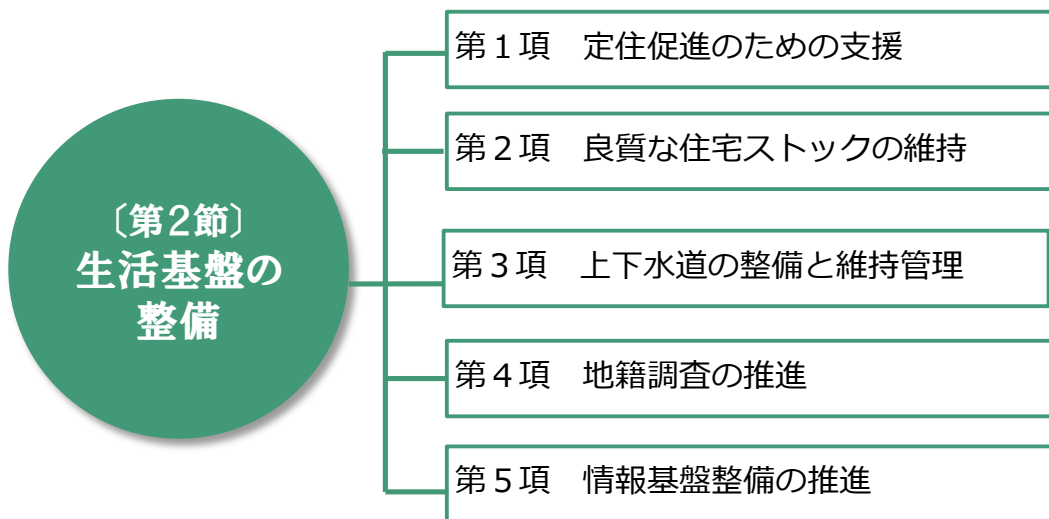 〔第2節〕
生活基盤の
整備
第１項　定住促進のための支援
第２項　良質な住宅ストックの維持
第３項　上下水道の整備と維持管理
第４項　地籍調査の推進
第５項　情報基盤整備の推進